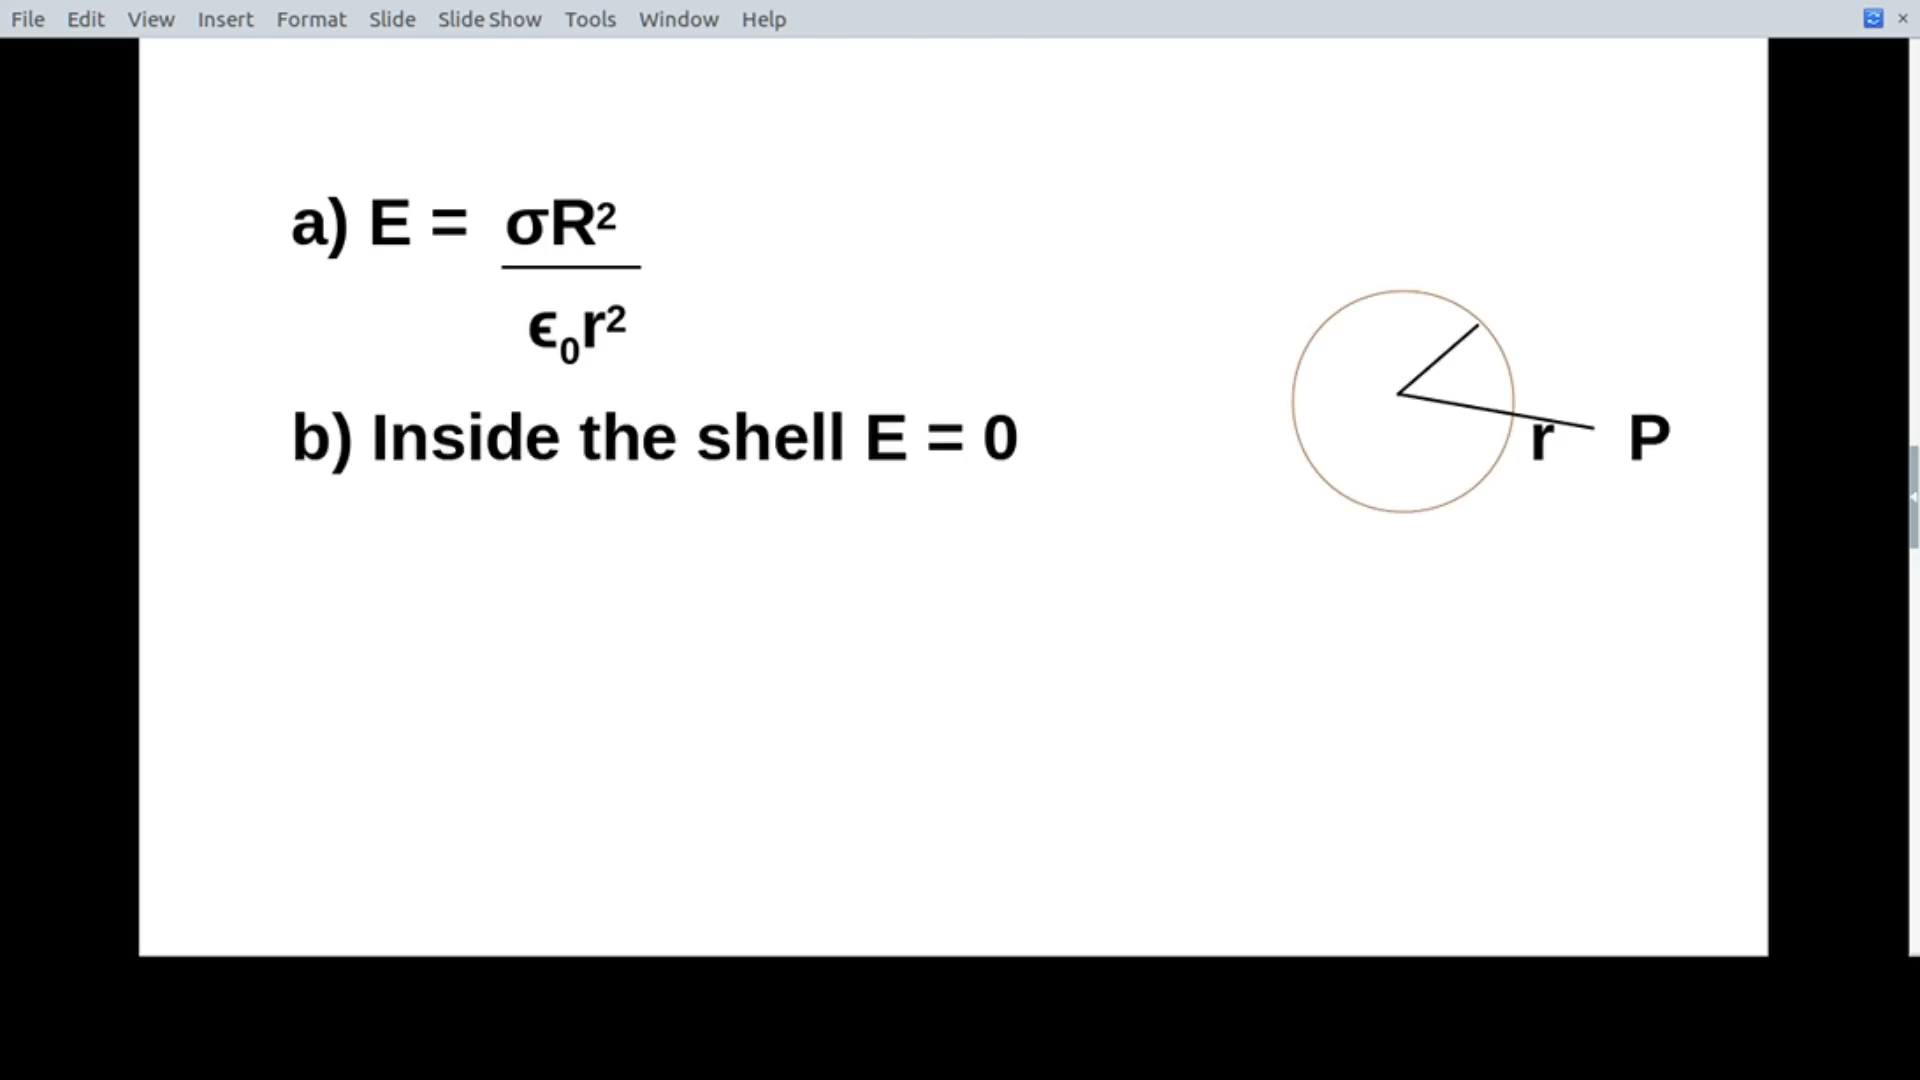 File Edit View Insert Format Slide Slide Show Tools Window Help
a) E = σR²
ϵ₀r²
b) Inside the shell E = 0
r P